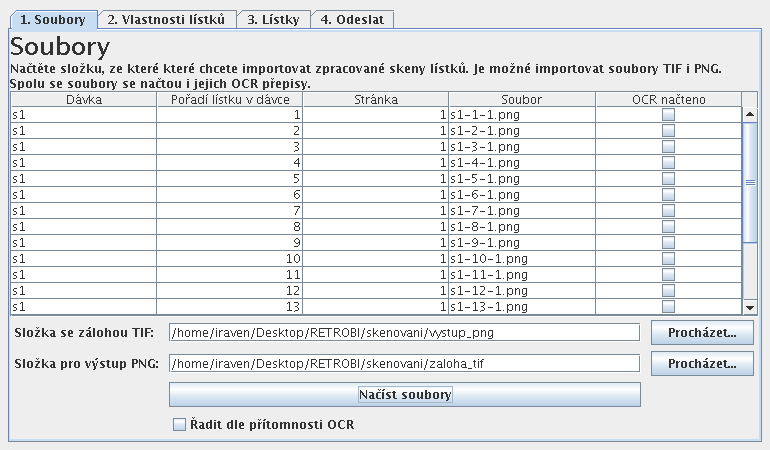 1. Soubory 2. Vlastnosti lístků 3. Lístky 4. Odeslat
Soubory
Načtěte složku, ze které které chcete importovat zpracované skeny lístků. Je možné importovat soubory TIF i PNG.
Spolu se soubory se načtou i jejich OCR přepisy.
Dávka Pořadí lístku v dávce Stránka Soubor OCR načteno
s1 1 1 s1-1-1.png
s1 2 1 s1-2-1.png
s1 3 1 s1-3-1.png
s1 4 1 s1-4-1.png
s1 5 1 s1-5-1.png
s1 6 1 s1-6-1.png
s1 7 1 s1-7-1.png
s1 8 1 s1-8-1.png
s1 9 1 s1-9-1.png
s1 10 1 s1-10-1.png
s1 11 1 s1-11-1.png
s1 12 1 s1-12-1.png
s1 13 1 s1-13-1.png
Složka se zálohou TIF: /home/iraven/Desktop/RETROBI/skenovani/vystup_png Procházet...
Složka pro výstup PNG: /home/iraven/Desktop/RETROBI/skenovani/zaloha_tif Procházet...
Načíst soubory
Řadit dle přítomnosti OCR